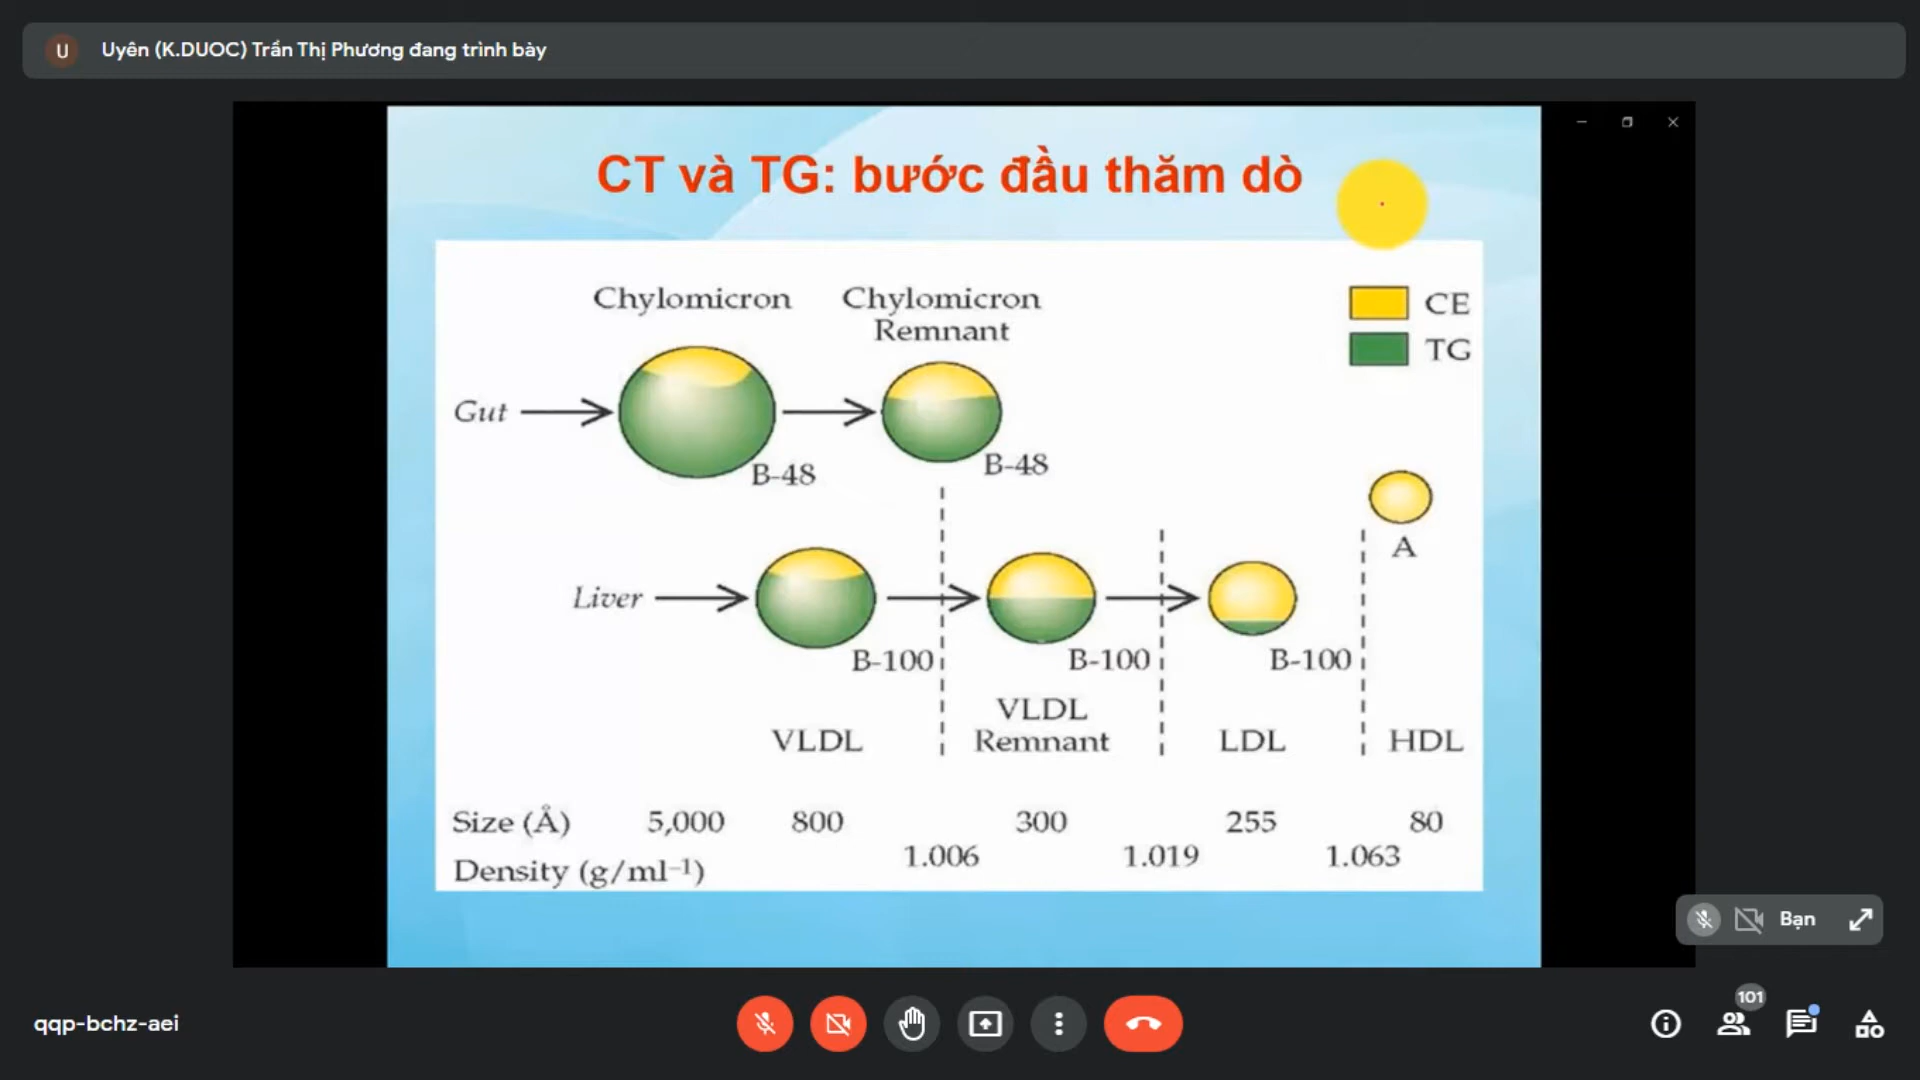 U
Uyên (K.DUOC) Trần Thị Phương đang trình bày
CT và TG: bước đầu thăm dò
Chylomicron
Chylomicron
Remnant
CE
TG
Gut
B-48
B-48
A
Liver
B-100
B-100
B-100
VLDL
VLDL
Remnant
LDL
HDL
Size (Å) 5,000 800 300 255 80
Density (g/ml⁻¹) 1.006 1.019 1.063
Bạn
qqp-bchz-aei
101